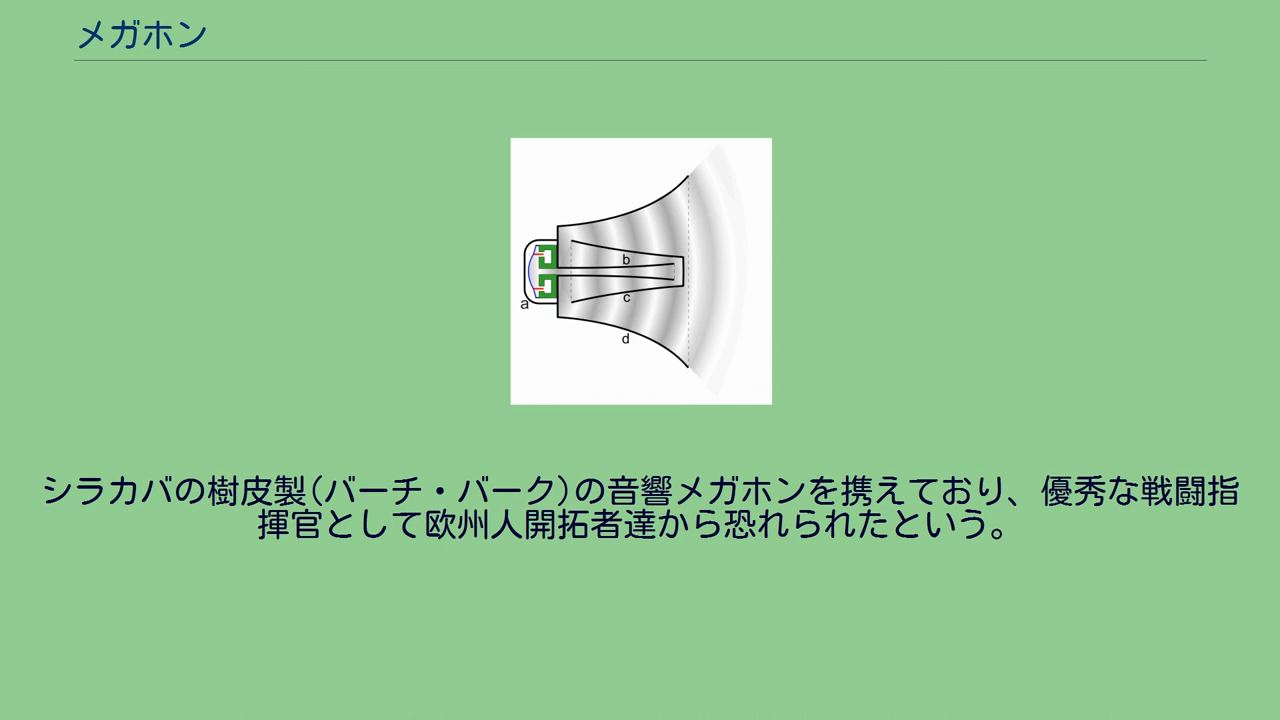 メガホン
a
b
c
d
シラカバの樹皮製(バーチ・バーク)の音響メガホンを携えており、優秀な戦闘指
揮官として欧州人開拓者達から恐れられたという。